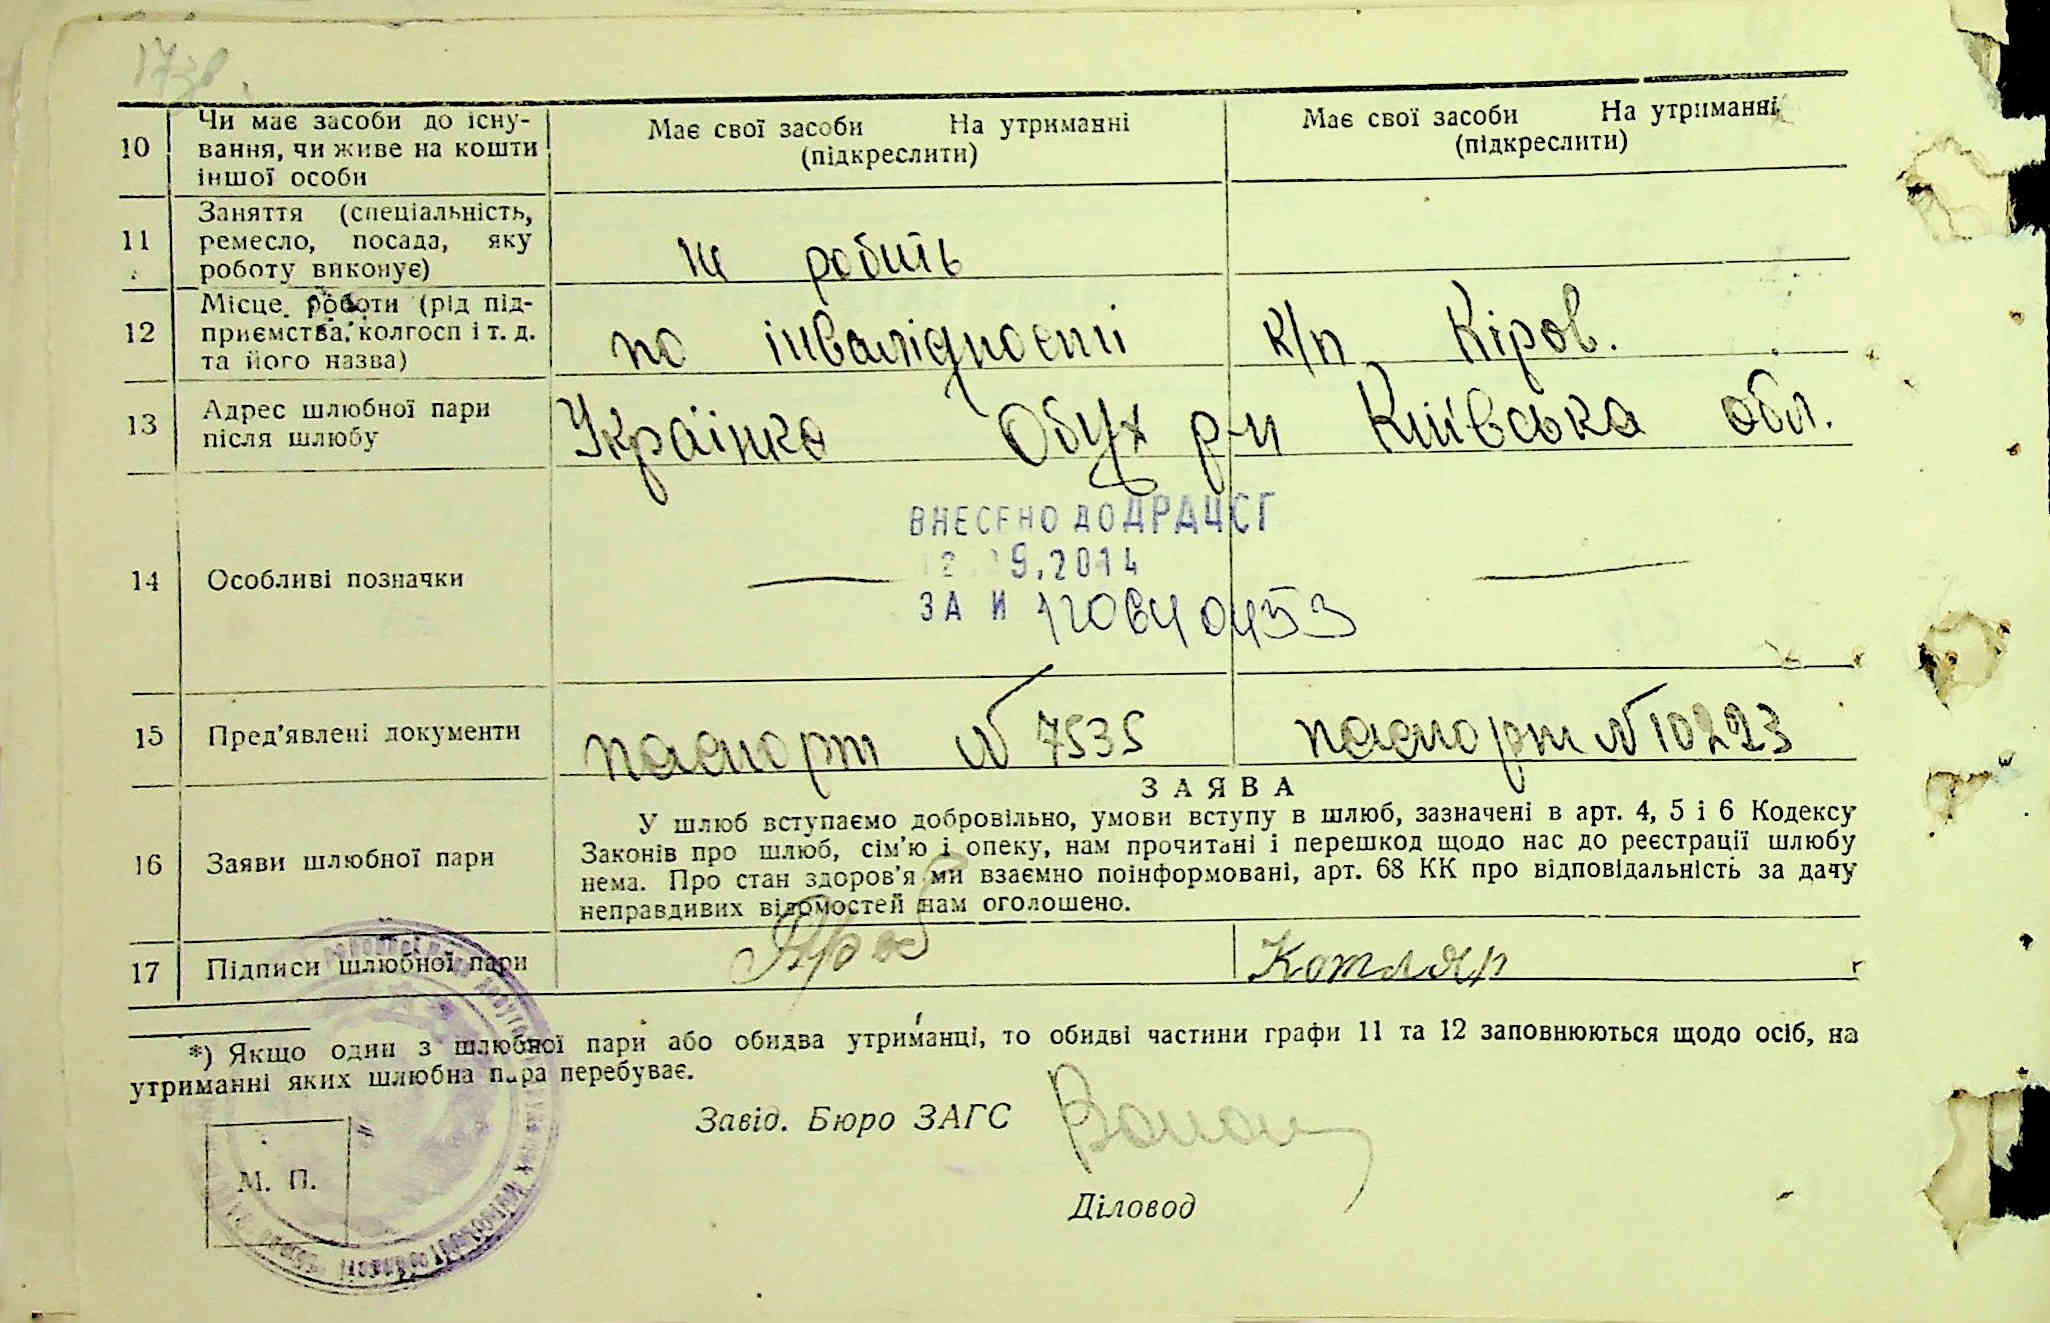 10 Чи має засоби до існу-
вання, чи живе на кошти
іншої особи
Має свої засоби На утриманні
(підкреслити)
Має свої засоби На утриманні
(підкреслити)
11 Заняття (спеціальність,
ремесло, посада, яку
роботу виконує)
не робить
12 Місце роботи (рід під-
приємства, колгосп і т. д.
та його назва)
по інвалідності
к/п Кіров.
13 Адрес шлюбної пари
після шлюбу
Українка Обух р-н Київська обл.
14 Особливі позначки
ВНЕСЕНО ДО ДРАЦСГ
9.2014
ЗА И
15 Пред'явлені документи
паспорт № 7535
паспорт № 10223
16 Заяви шлюбної пари
ЗАЯВА
У шлюб вступаємо добровільно, умови вступу в шлюб, зазначені в арт. 4, 5 і 6 Кодексу
Законів про шлюб, сім'ю і опеку, нам прочитані і перешкод щодо нас до реєстрації шлюбу
нема. Про стан здоров'я ми взаємно поінформовані, арт. 68 КК про відповідальність за дачу
неправдивих відомостей нам оголошено.
17 Підписи шлюбної пари
Котляр
*) Якщо один з шлюбної пари або обидва утриманці, то обидві частини графи 11 та 12 заповнюються щодо осіб, на
утриманні яких шлюбна пара перебуває.
Завід. Бюро ЗАГС
М. П.
Діловод